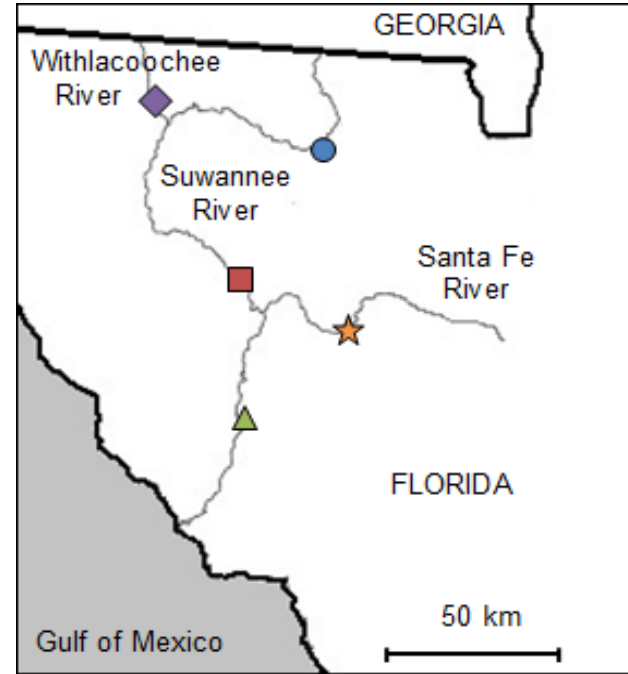 GEORGIA
Withlacoochee
River
Suwannee
River
Santa Fe
River
FLORIDA
50 km
Gulf of Mexico